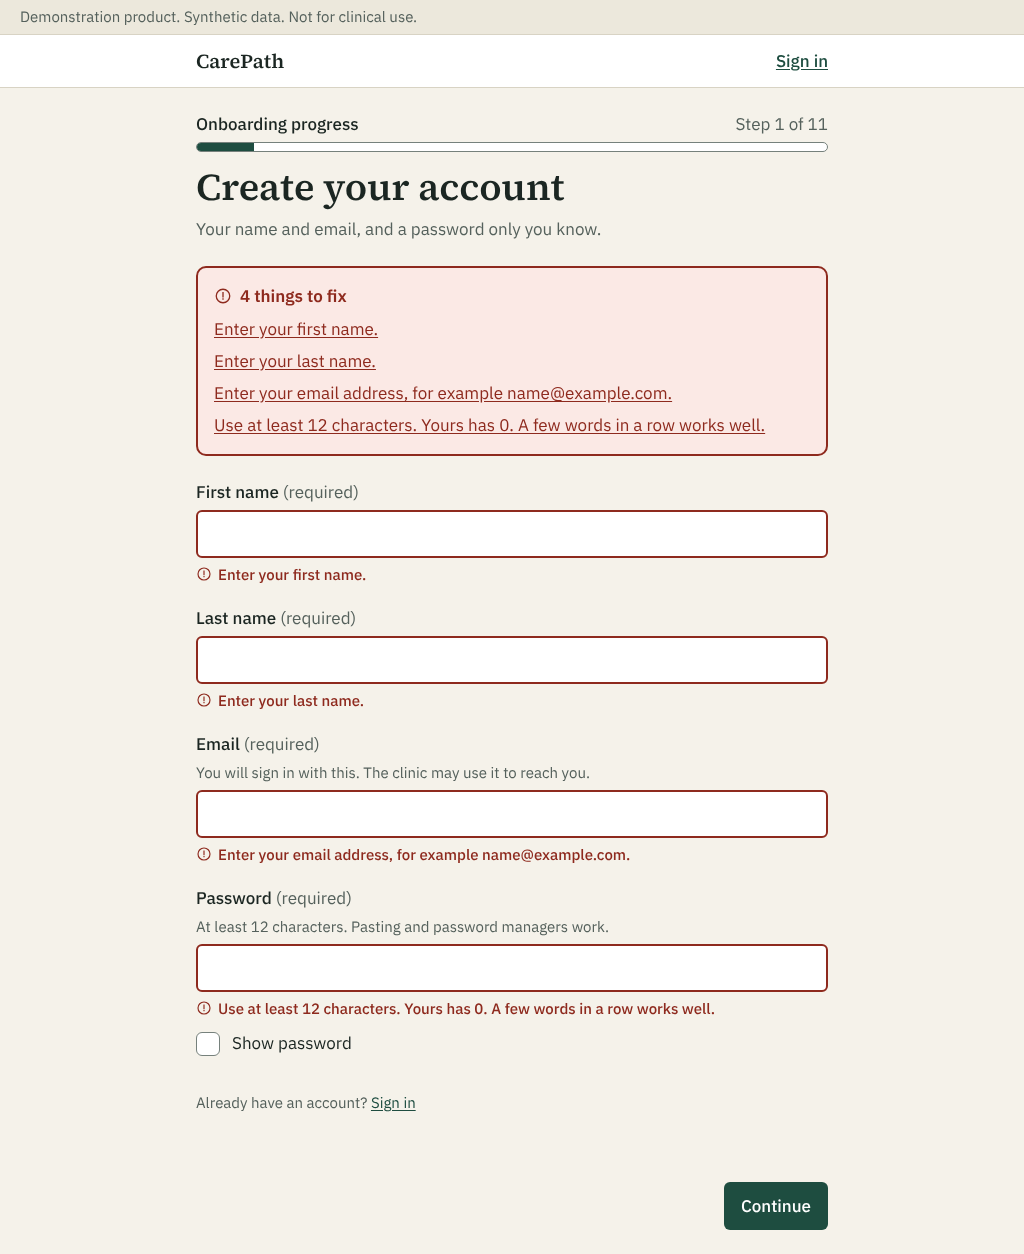 Demonstration product. Synthetic data. Not for clinical use.
CarePath
Sign in
Onboarding progress
Step 1 of 11
Create your account
Your name and email, and a password only you know.
4 things to fix
Enter your first name.
Enter your last name.
Enter your email address, for example name@example.com.
Use at least 12 characters. Yours has 0. A few words in a row works well.
First name (required)
Enter your first name.
Last name (required)
Enter your last name.
Email (required)
You will sign in with this. The clinic may use it to reach you.
Enter your email address, for example name@example.com.
Password (required)
At least 12 characters. Pasting and password managers work.
Use at least 12 characters. Yours has 0. A few words in a row works well.
Show password
Already have an account? Sign in
Continue